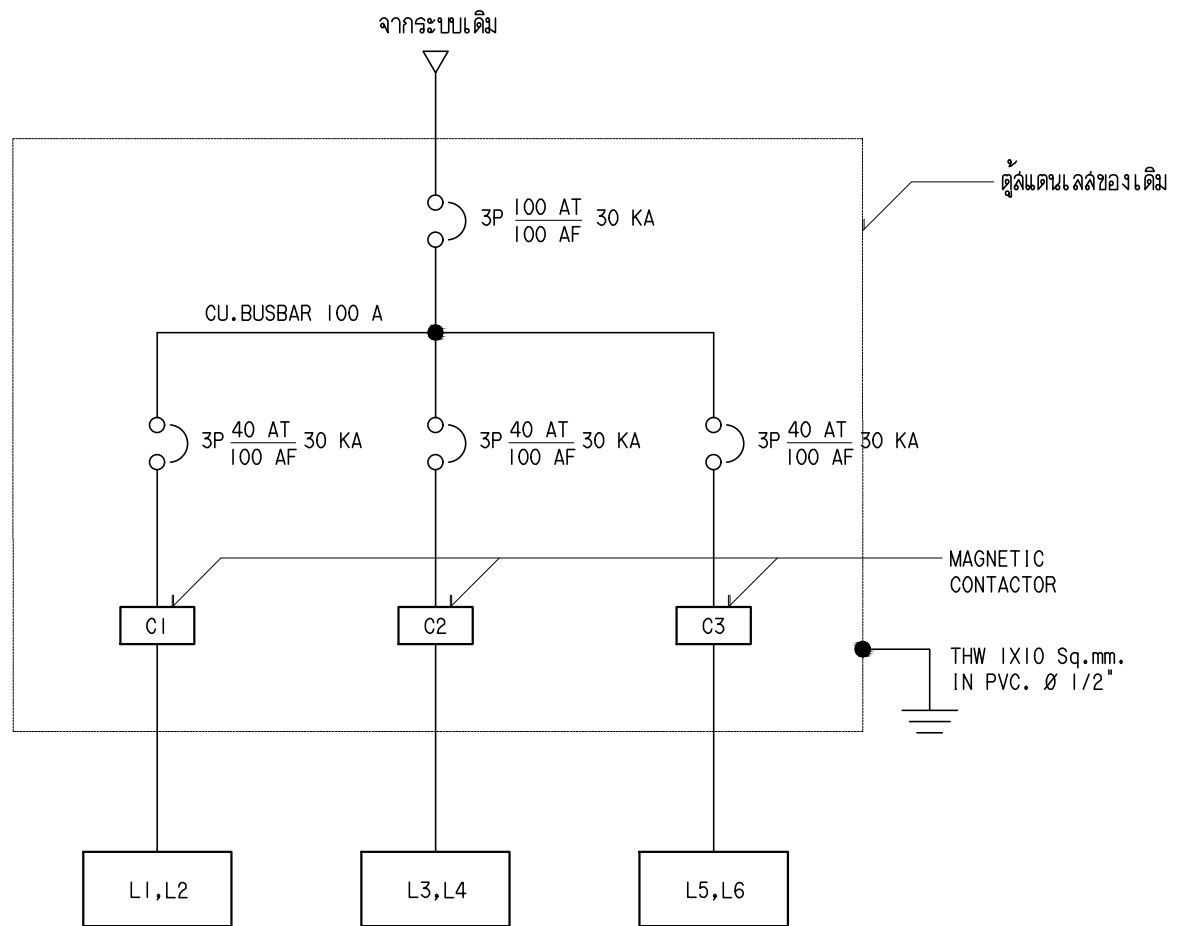 จากระบบเดิม
ตู้สแตนเลสของเดิม
3P 100 AT
100 AF 30 KA
CU.BUSBAR 100 A
3P 40 AT
100 AF 30 KA
3P 40 AT
100 AF 30 KA
3P 40 AT
100 AF 30 KA
MAGNETIC
CONTACTOR
C1
C2
C3
THW 1X10 Sq.mm.
IN PVC. Ø 1/2"
L1,L2
L3,L4
L5,L6